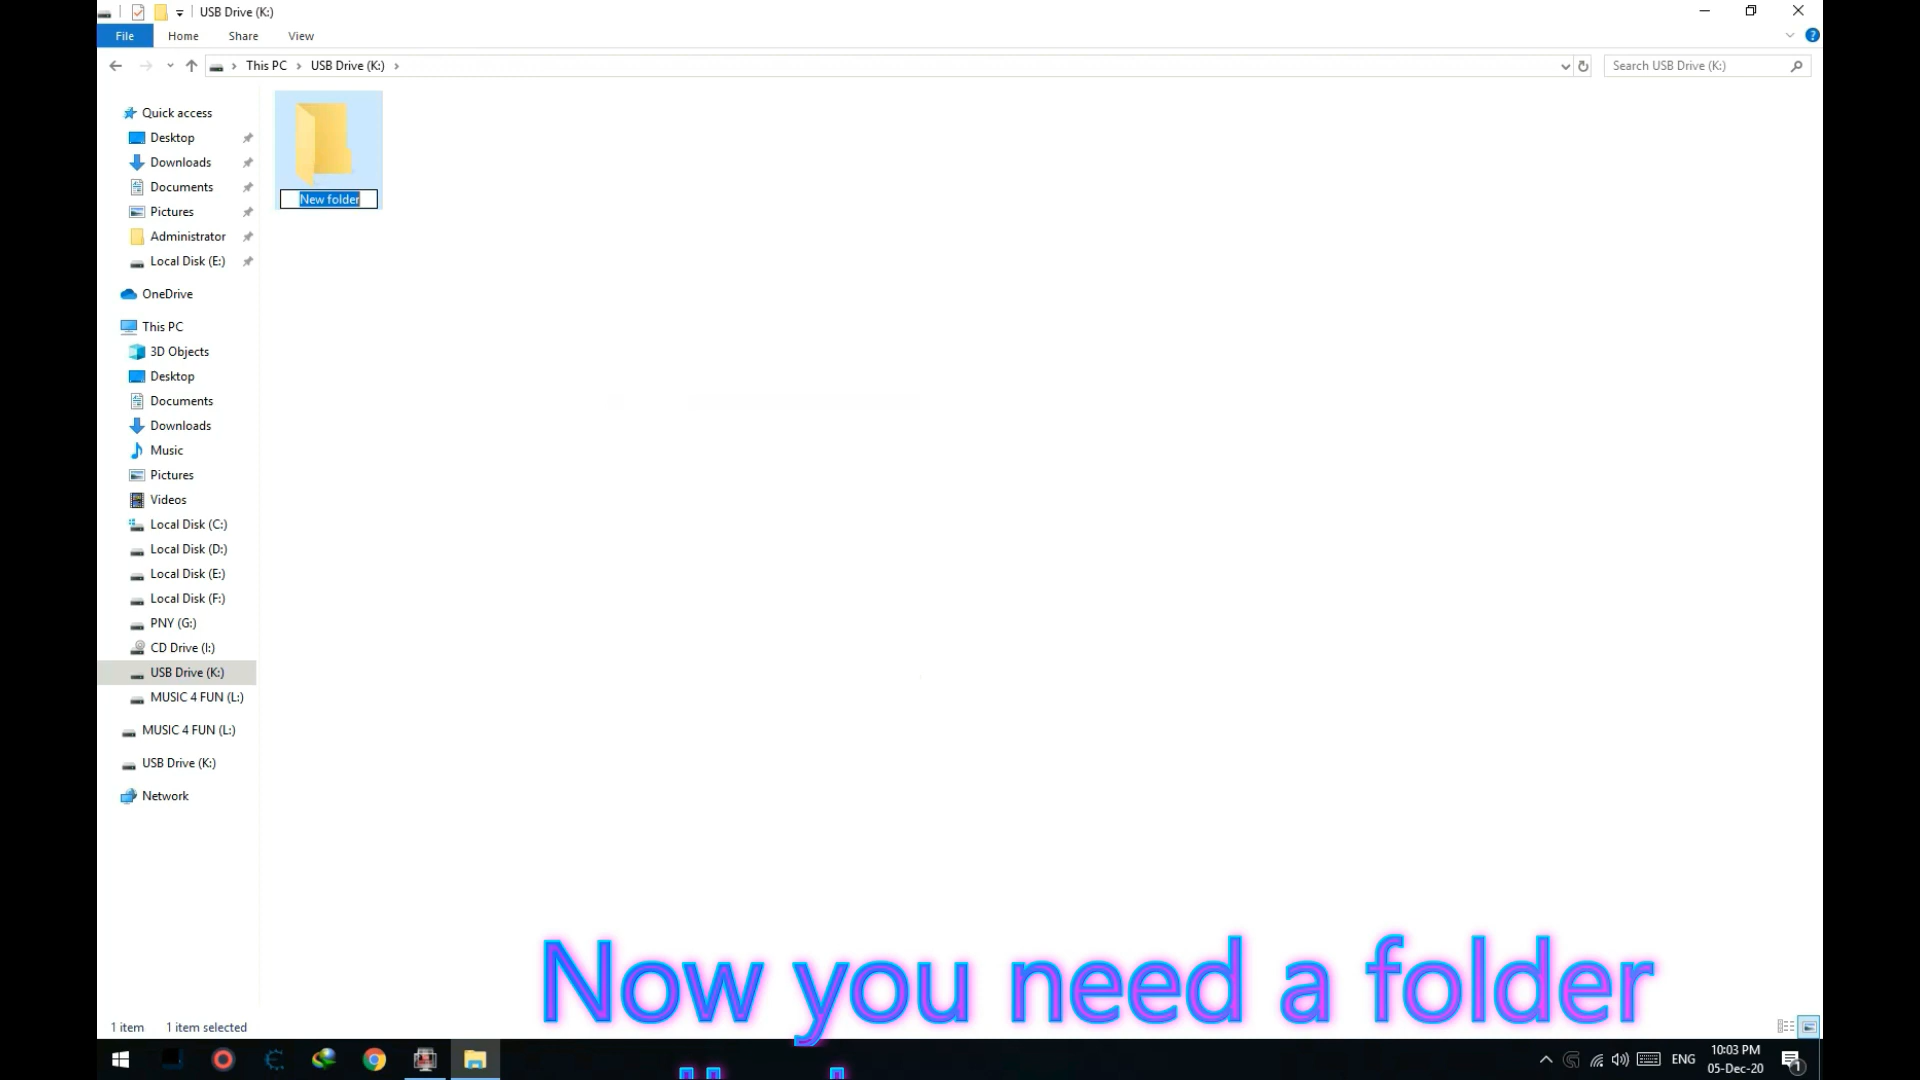 USB Drive (K:)
File Home Share View
This PC USB Drive (K:)
Search USB Drive (K:)
Quick access
Desktop
Downloads
Documents
Pictures
Administrator
Local Disk (E:)
OneDrive
This PC
3D Objects
Desktop
Documents
Downloads
Music
Pictures
Videos
Local Disk (C:)
Local Disk (D:)
Local Disk (E:)
Local Disk (F:)
PNY (G:)
CD Drive (I:)
USB Drive (K:)
MUSIC 4 FUN (L:)
MUSIC 4 FUN (L:)
USB Drive (K:)
Network
New folder
Now you need a folder
1 item 1 item selected
ENG
10:03 PM
05-Dec-20
1